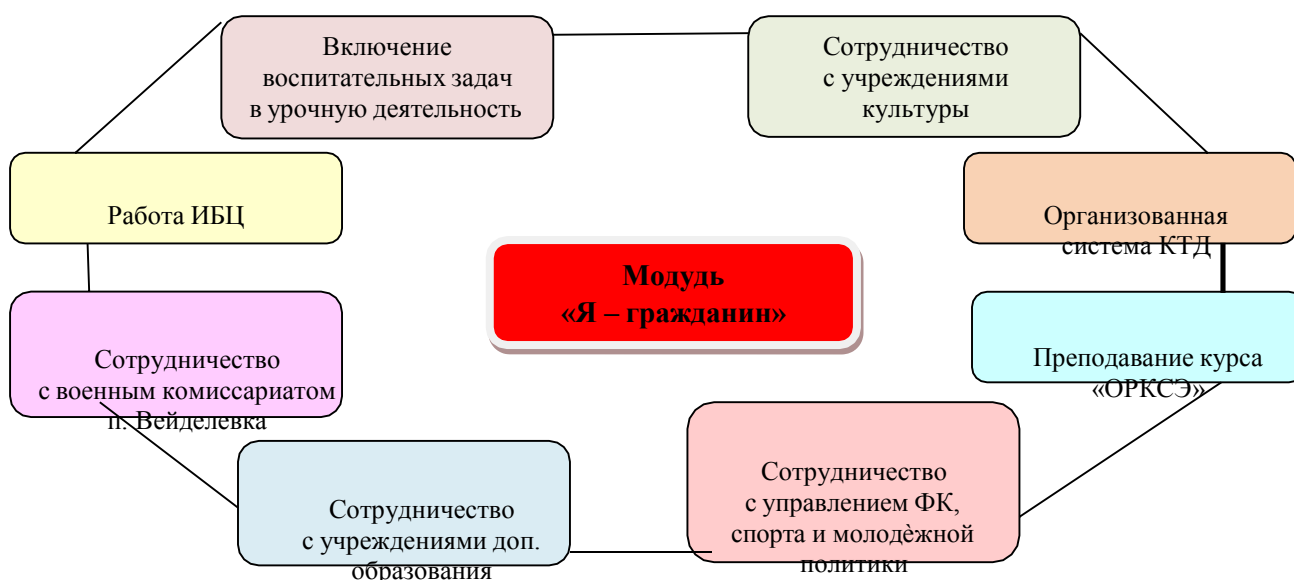 Включение
воспитательных задач
в урочную деятельность
Сотрудничество
с учреждениями
культуры
Работа ИБЦ
Организованная
система КТД
Модудь
«Я – гражданин»
Сотрудничество
с военным комиссариатом
п. Вейделевка
Преподавание курса
«ОРКСЭ»
Сотрудничество
с учреждениями доп.
образования
Сотрудничество
с управлением ФК,
спорта и молодѐжной
политики